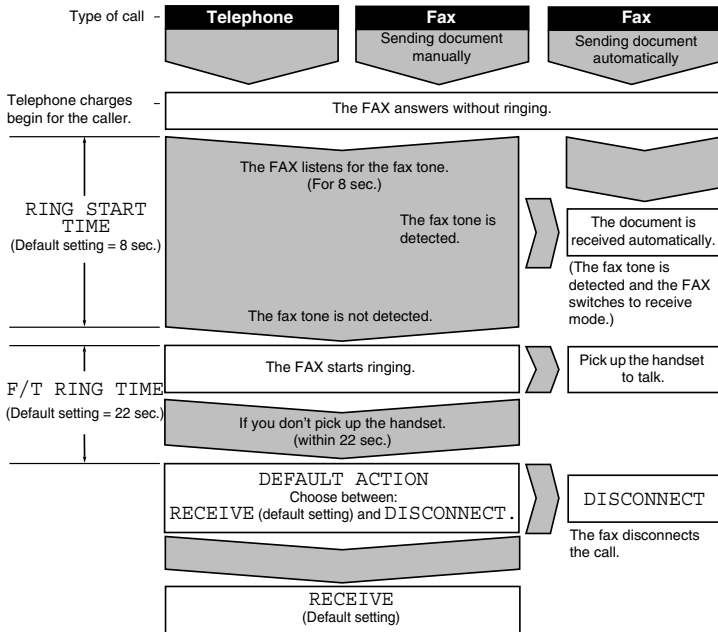 Type of call
Telephone
Fax
Sending document
manually
Fax
Sending document
automatically
Telephone charges
begin for the caller.
The FAX answers without ringing.
RING START
TIME
(Default setting = 8 sec.)
The FAX listens for the fax tone.
(For 8 sec.)
The fax tone is
detected.
The document is
received automatically.
(The fax tone is
detected and the FAX
switches to receive
mode.)
The fax tone is not detected.
F/T RING TIME
(Default setting = 22 sec.)
The FAX starts ringing.
Pick up the handset
to talk.
If you don't pick up the handset.
(within 22 sec.)
DEFAULT ACTION
Choose between:
RECEIVE (default setting) and DISCONNECT.
DISCONNECT
The fax disconnects
the call.
RECEIVE
(Default setting)